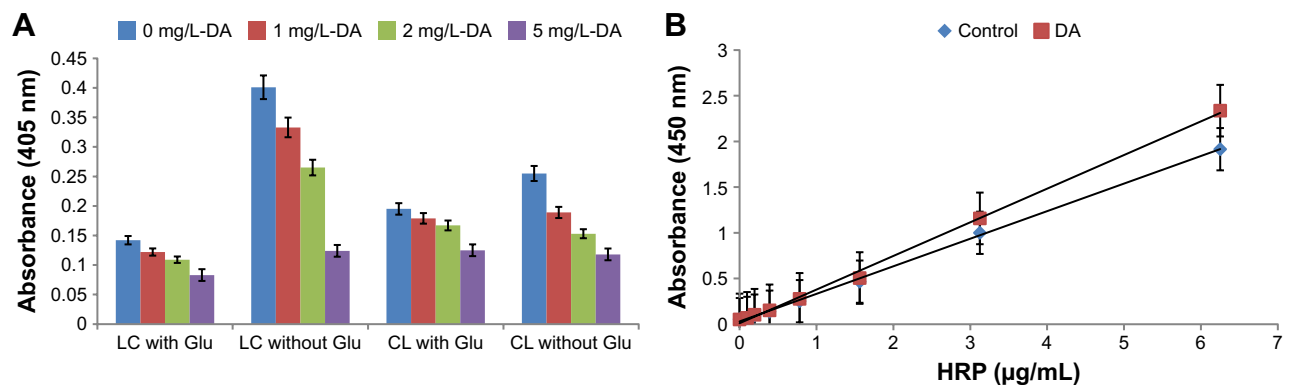 A
0 mg/L-DA 1 mg/L-DA 2 mg/L-DA 5 mg/L-DA
Absorbance (405 nm)
0.45
0.4
0.35
0.3
0.25
0.2
0.15
0.1
0.05
0
LC with Glu LC without Glu CL with Glu CL without Glu
B
Control DA
Absorbance (450 nm)
3
2.5
2
1.5
1
0.5
0
0 1 2 3 4 5 6 7
HRP (µg/mL)